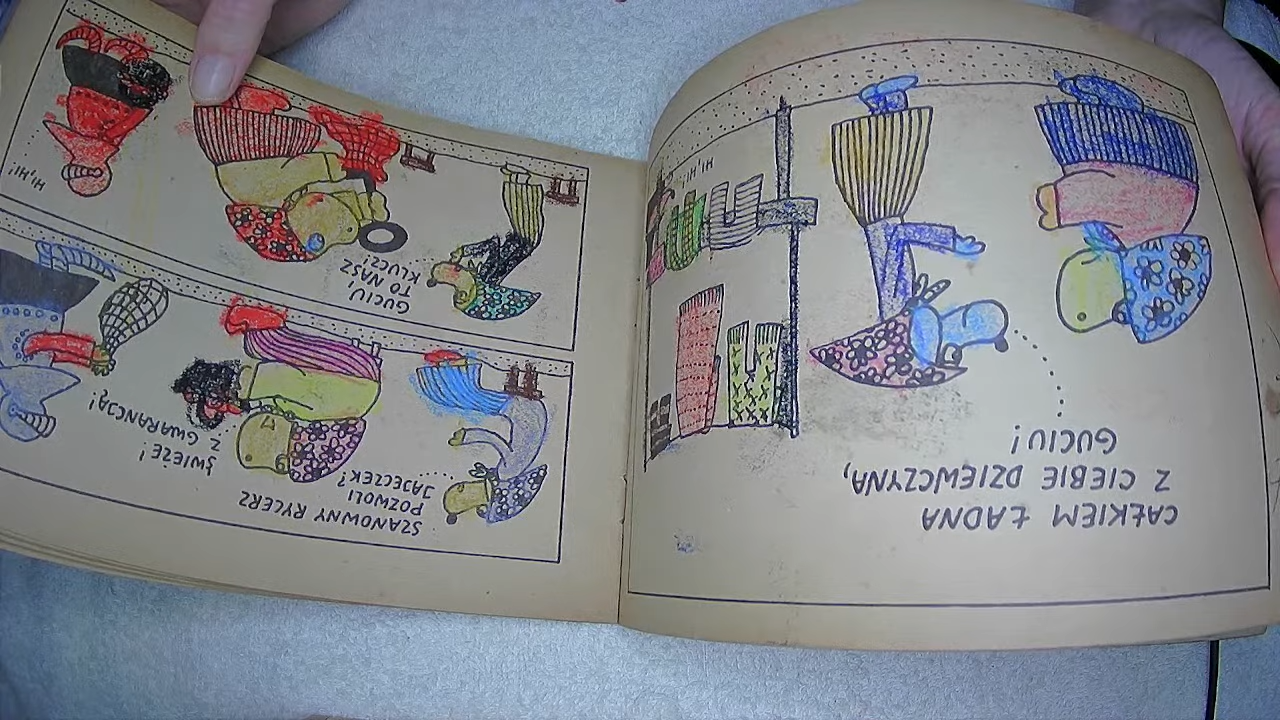 CAŁKIEM ŁADNA
Z CIEBIE DZIEWCZYNA,
GUCIU!
HI, HI!
SZANOWNY RYCERZ
POZWOLI
JAJECZEK?
ŚWIEŻE!
Z GWARANCJĄ!
GUCIU,
TO NASZ
KLUCZ!
HI, HI!